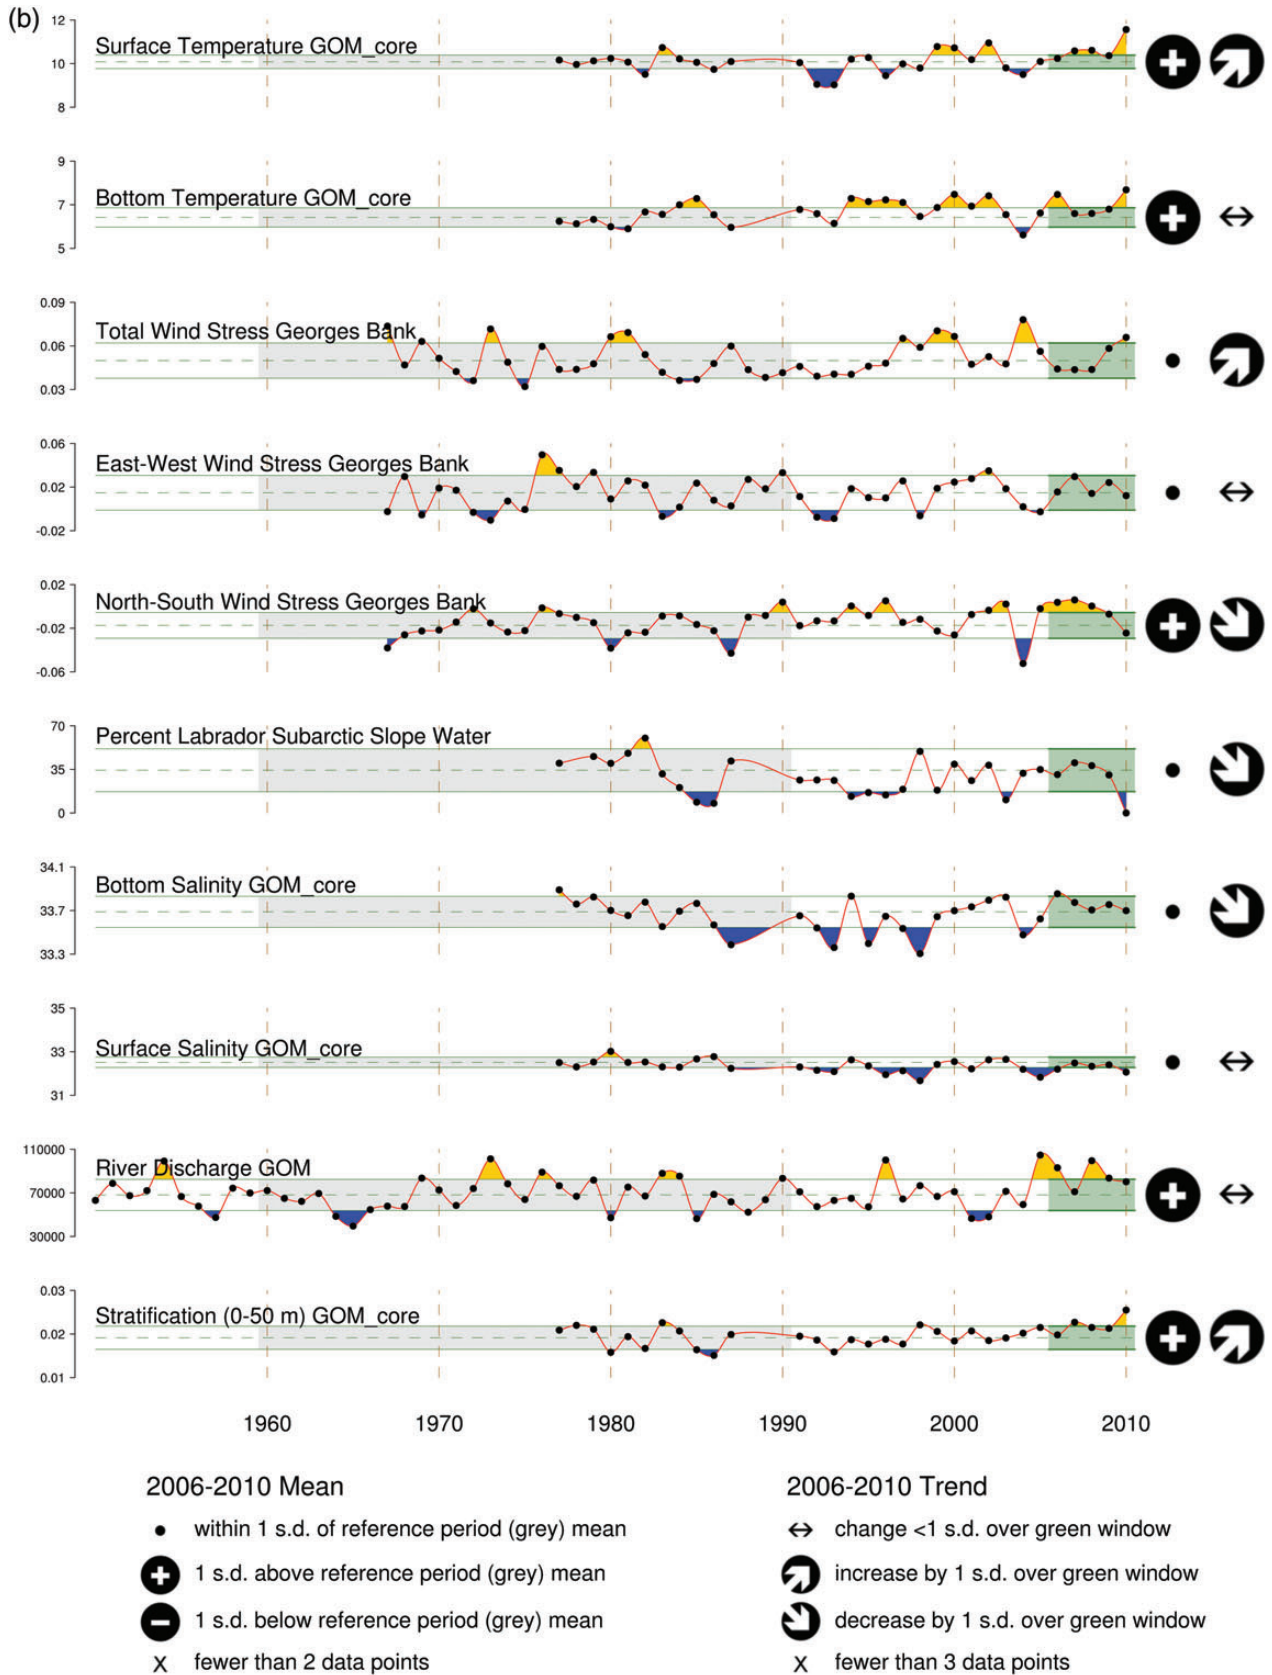 (b)
12
Surface Temperature GOM_core
10
8
9
Bottom Temperature GOM_core
7
5
0.09
Total Wind Stress Georges Bank
0.06
0.03
0.06
East-West Wind Stress Georges Bank
0.02
-0.02
0.02
North-South Wind Stress Georges Bank
-0.02
-0.06
70
Percent Labrador Subarctic Slope Water
35
0
34.1
Bottom Salinity GOM_core
33.7
33.3
35
Surface Salinity GOM_core
33
31
110000
River Discharge GOM
70000
30000
0.03
Stratification (0-50 m) GOM_core
0.02
0.01
1960 1970 1980 1990 2000 2010
2006-2010 Mean
within 1 s.d. of reference period (grey) mean
1 s.d. above reference period (grey) mean
1 s.d. below reference period (grey) mean
x fewer than 2 data points
2006-2010 Trend
change <1 s.d. over green window
increase by 1 s.d. over green window
decrease by 1 s.d. over green window
x fewer than 3 data points